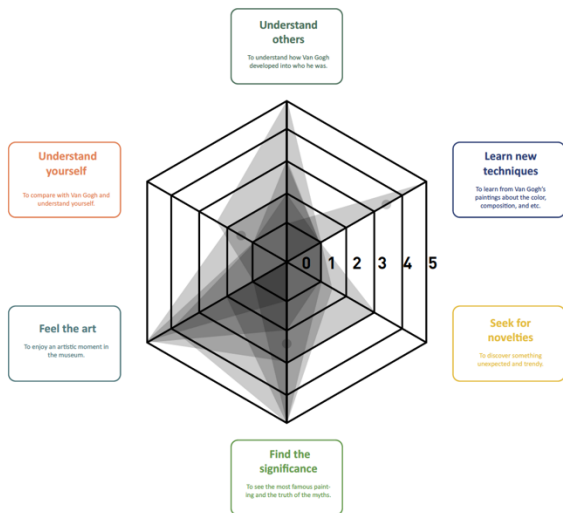 Understand
others
To understand how Van Gogh
developed into who he was.
Understand
yourself
To compare with Van Gogh and
understand yourself.
Learn new
techniques
To learn from Van Gogh's
paintings about the color,
composition, and etc.
0 1 2 3 4 5
Feel the art
To enjoy an artistic moment in
the museum.
Seek for
novelties
To discover something
unexpected and trendy.
Find the
significance
To see the most famous paint-
ing and the truth of the myths.